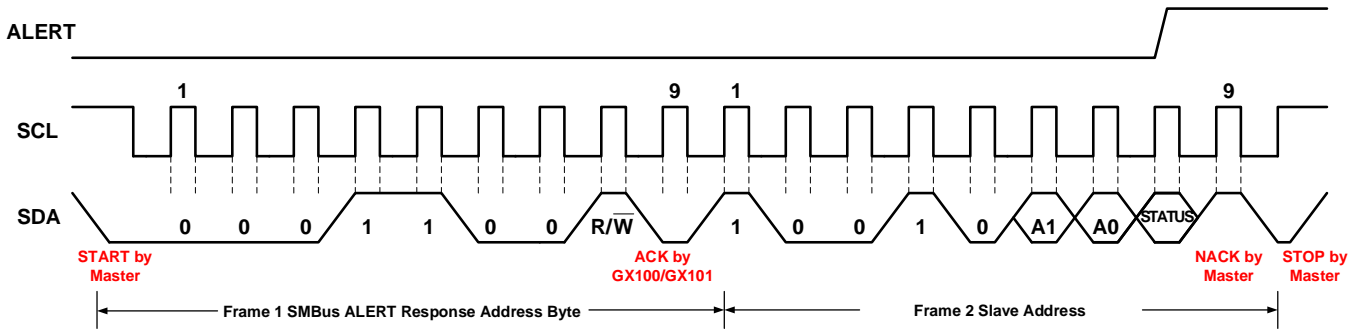 ALERT
1 9 1 9
SCL
SDA
0 0 0 1 1 0 0 R/W̅ 1 0 0 1 0 A1 A0 STATUS
START by
Master
ACK by
GX100/GX101
NACK by
Master
STOP by
Master
Frame 1 SMBus ALERT Response Address Byte
Frame 2 Slave Address